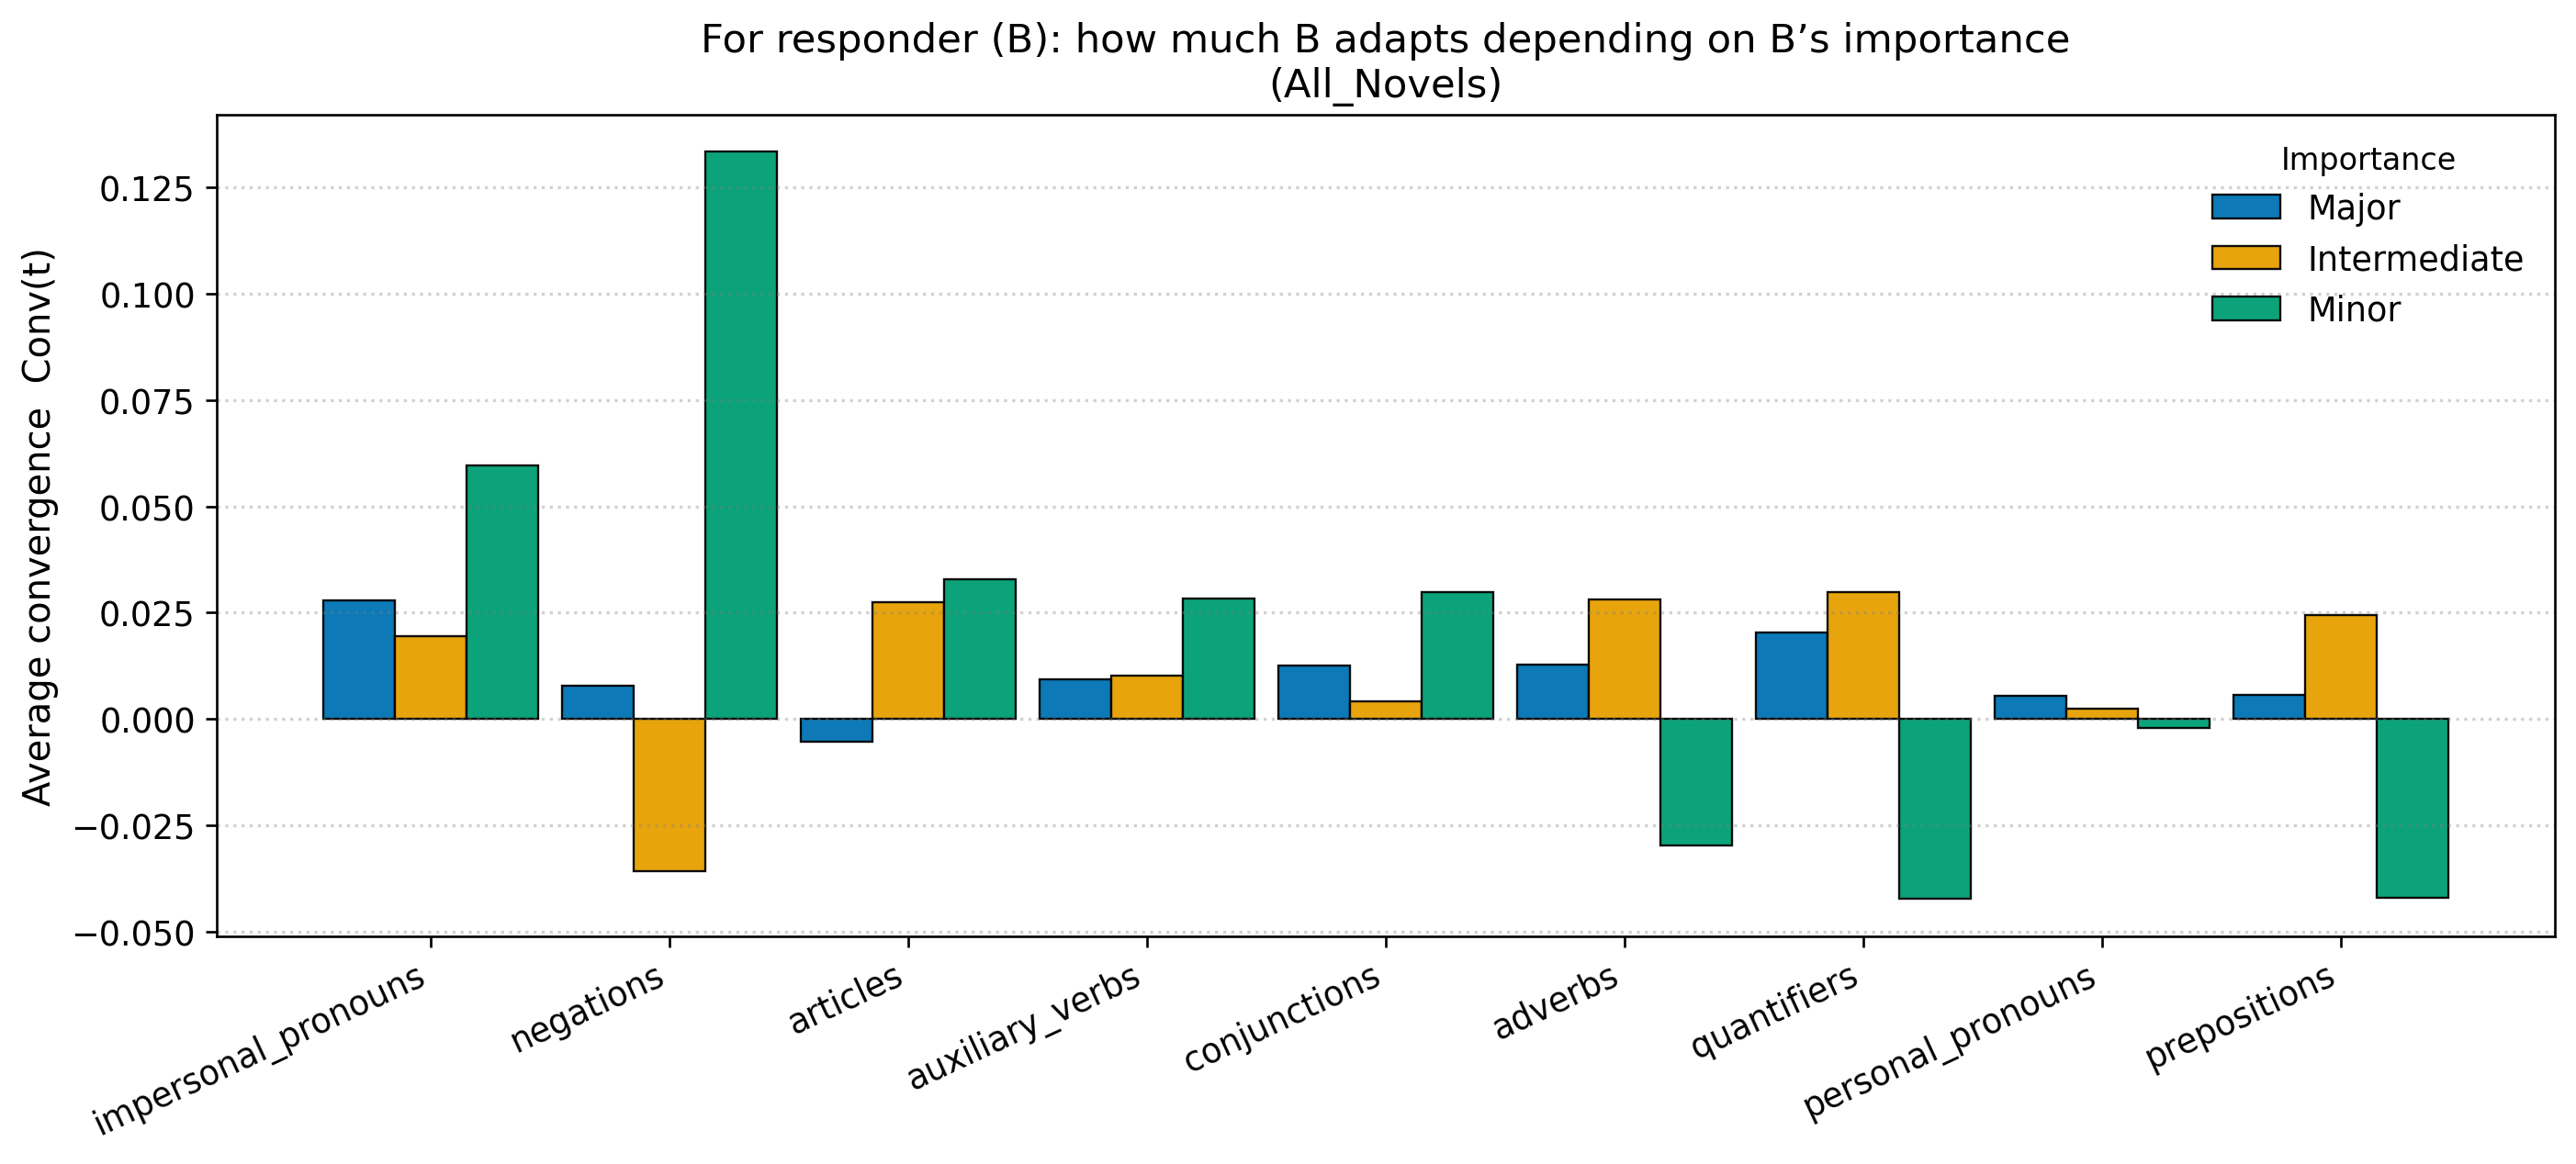 For responder (B): how much B adapts depending on B’s importance
(All_Novels)
Average convergence  Conv(t)
0.125
0.100
0.075
0.050
0.025
0.000
−0.025
−0.050
Importance
Major
Intermediate
Minor
impersonal_pronouns
negations
articles
auxiliary_verbs
conjunctions
adverbs
quantifiers
personal_pronouns
prepositions